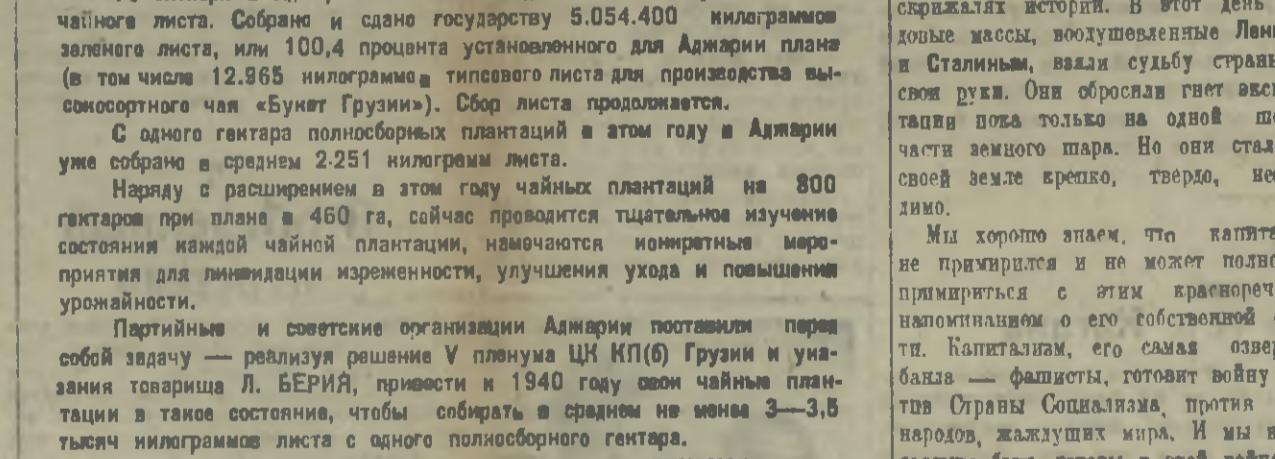 чайного листа. Собрано и сдано государству 5.054.400 килограммов
зеленого листа, или 100,4 процента установленного для Аджарии плана
(в том числе 12.965 килограммов типсового листа для производства вы-
сокосортного чая «Букет Грузии»). Сбор листа продолжается.
С одного гектара полносборных плантаций в этом году в Аджарии
уже собрано в среднем 2.251 килограмм листа.
Наряду с расширением в этом году чайных плантаций на 800
гектаров при плане в 460 га, сейчас проводится тщательное изучение
состояния каждой чайной плантации, намечаются конкретные меро-
приятия для ликвидации изреженности, улучшения ухода и повышения
урожайности.
Партийные и советские организации Аджарии поставили перед
собой задачу — реализуя решение V пленума ЦК КП(б) Грузии и ука-
зания товарища Л. БЕРИЯ, привести к 1940 году свои чайные план-
тации в такое состояние, чтобы собирать в среднем не менее 3—3,5
тысяч килограммов листа с одного полносборного гектара.
скрижалях истории. В этот день
довые массы, воодушевленные Лени
и Сталиным, взяли судьбу страны
свои руки. Они сбросили гнет экс
тации пока только на одной ше
части земного шара. Но они стал
своей земле крепко, твердо, неп
димо.
Мы хорошо знаем, что капита
не примирился и не может полно
примириться с этим красноречи
напоминанием о его собственной
ти. Капитализм, его самая озвер
банда — фашисты, готовит войну
тив Страны Социализма, против
народов, жаждущих мира. И мы